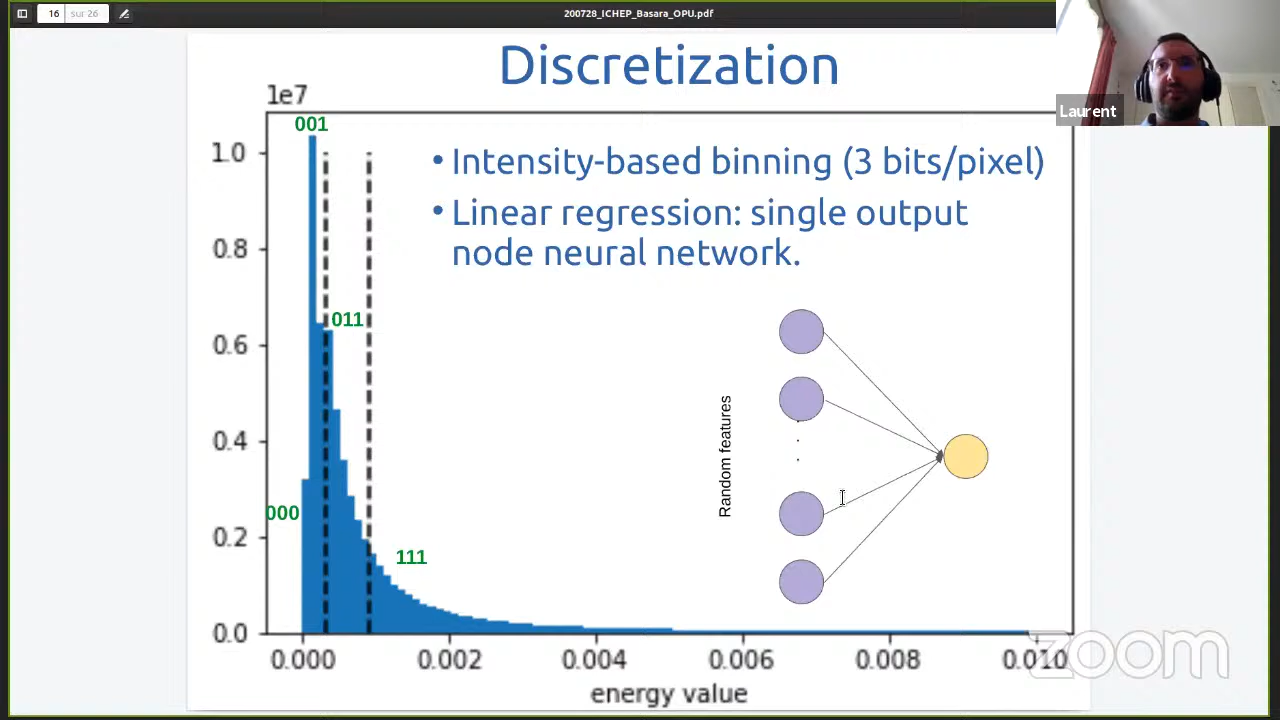 16 sur 26
200728_ICHEP_Basara_OPU.pdf
Laurent
Discretization
1e7
001
1.0
• Intensity-based binning (3 bits/pixel)
• Linear regression: single output
node neural network.
0.8
011
0.6
0.4
Random features
000
0.2
111
0.0
0.000 0.002 0.004 0.006 0.008 0.010
energy value
zoom